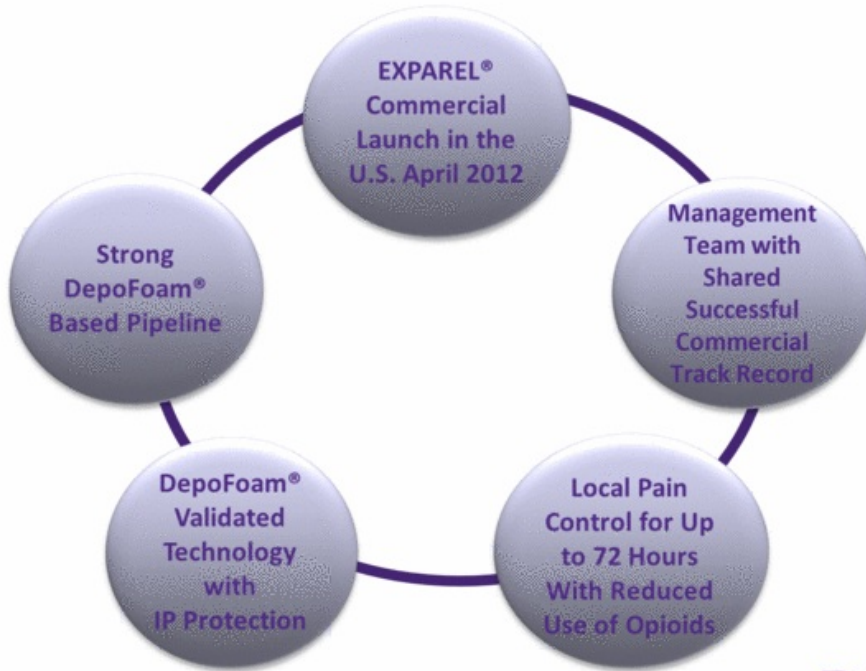 EXPAREL®
Commercial
Launch in the
U.S. April 2012
Management
Team with
Shared
Successful
Commercial
Track Record
Local Pain
Control for Up
to 72 Hours
With Reduced
Use of Opioids
DepoFoam®
Validated
Technology
with
IP Protection
Strong
DepoFoam®
Based Pipeline